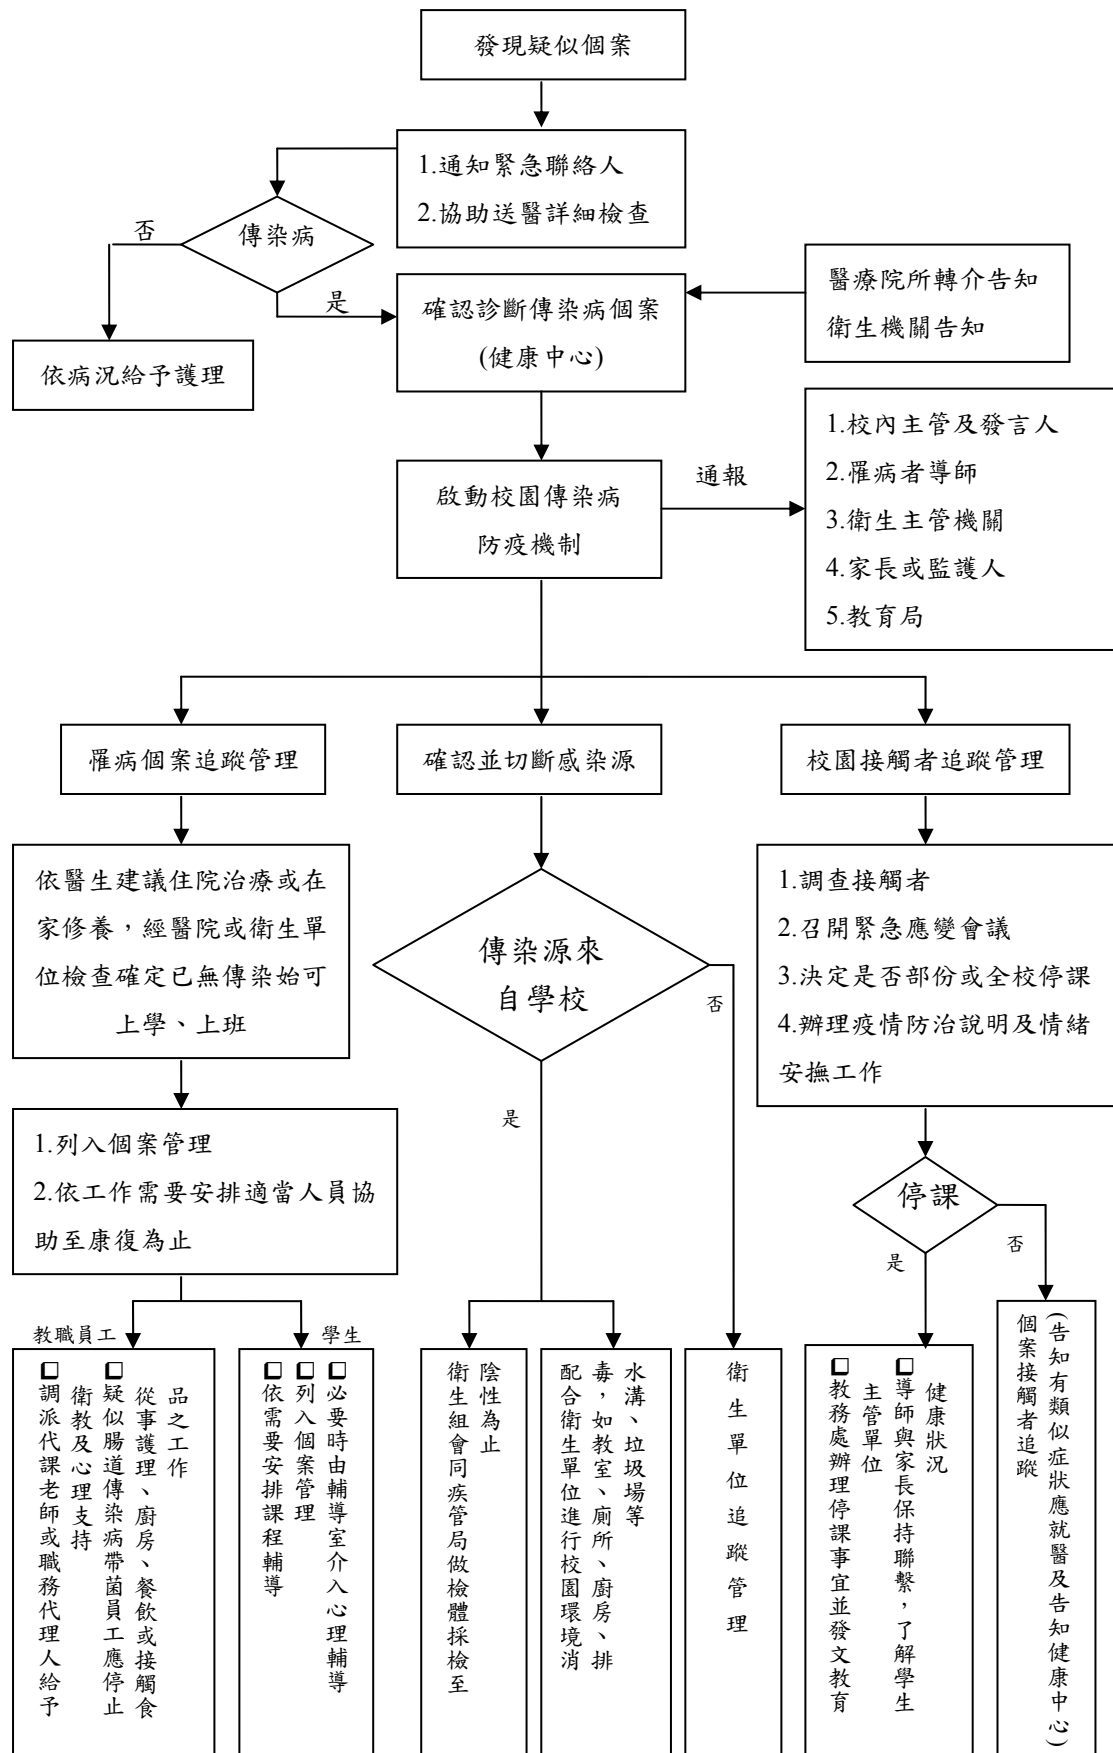 發現疑似個案
1.通知緊急聯絡人
2.協助送醫詳細檢查
傳染病
否
是
醫療院所轉介告知
衛生機關告知
確認診斷傳染病個案
(健康中心)
依病況給予護理
啟動校園傳染病
防疫機制
通報
1.校內主管及發言人
2.罹病者導師
3.衛生主管機關
4.家長或監護人
5.教育局
罹病個案追蹤管理
確認並切斷感染源
校園接觸者追蹤管理
依醫生建議住院治療或在
家修養，經醫院或衛生單
位檢查確定已無傳染始可
上學、上班
傳染源來
自學校
否
是
1.調查接觸者
2.召開緊急應變會議
3.決定是否部份或全校停課
4.辦理疫情防治說明及情緒
安撫工作
1.列入個案管理
2.依工作需要安排適當人員協
助至康復為止
停課
是
否
教職員工
學生
❑調派代課老師或職務代理人給予
衛教及心理支持
❑疑似腸道傳染病帶菌員工應停止
從事護理、廚房、餐飲或接觸食
品之工作
❑依需要安排課程輔導
❑列入個案管理
❑必要時由輔導室介入心理輔導
衛生組會同疾管局做檢體採檢至
陰性為止
配合衛生單位進行校園環境消
毒，如教室、廁所、廚房、排
水溝、垃圾場等
衛生單位追蹤管理
❑教務處辦理停課事宜並發文教育
主管單位
❑導師與家長保持聯繫，了解學生
健康狀況
個案接觸者追蹤
(告知有類似症狀應就醫及告知健康中心)